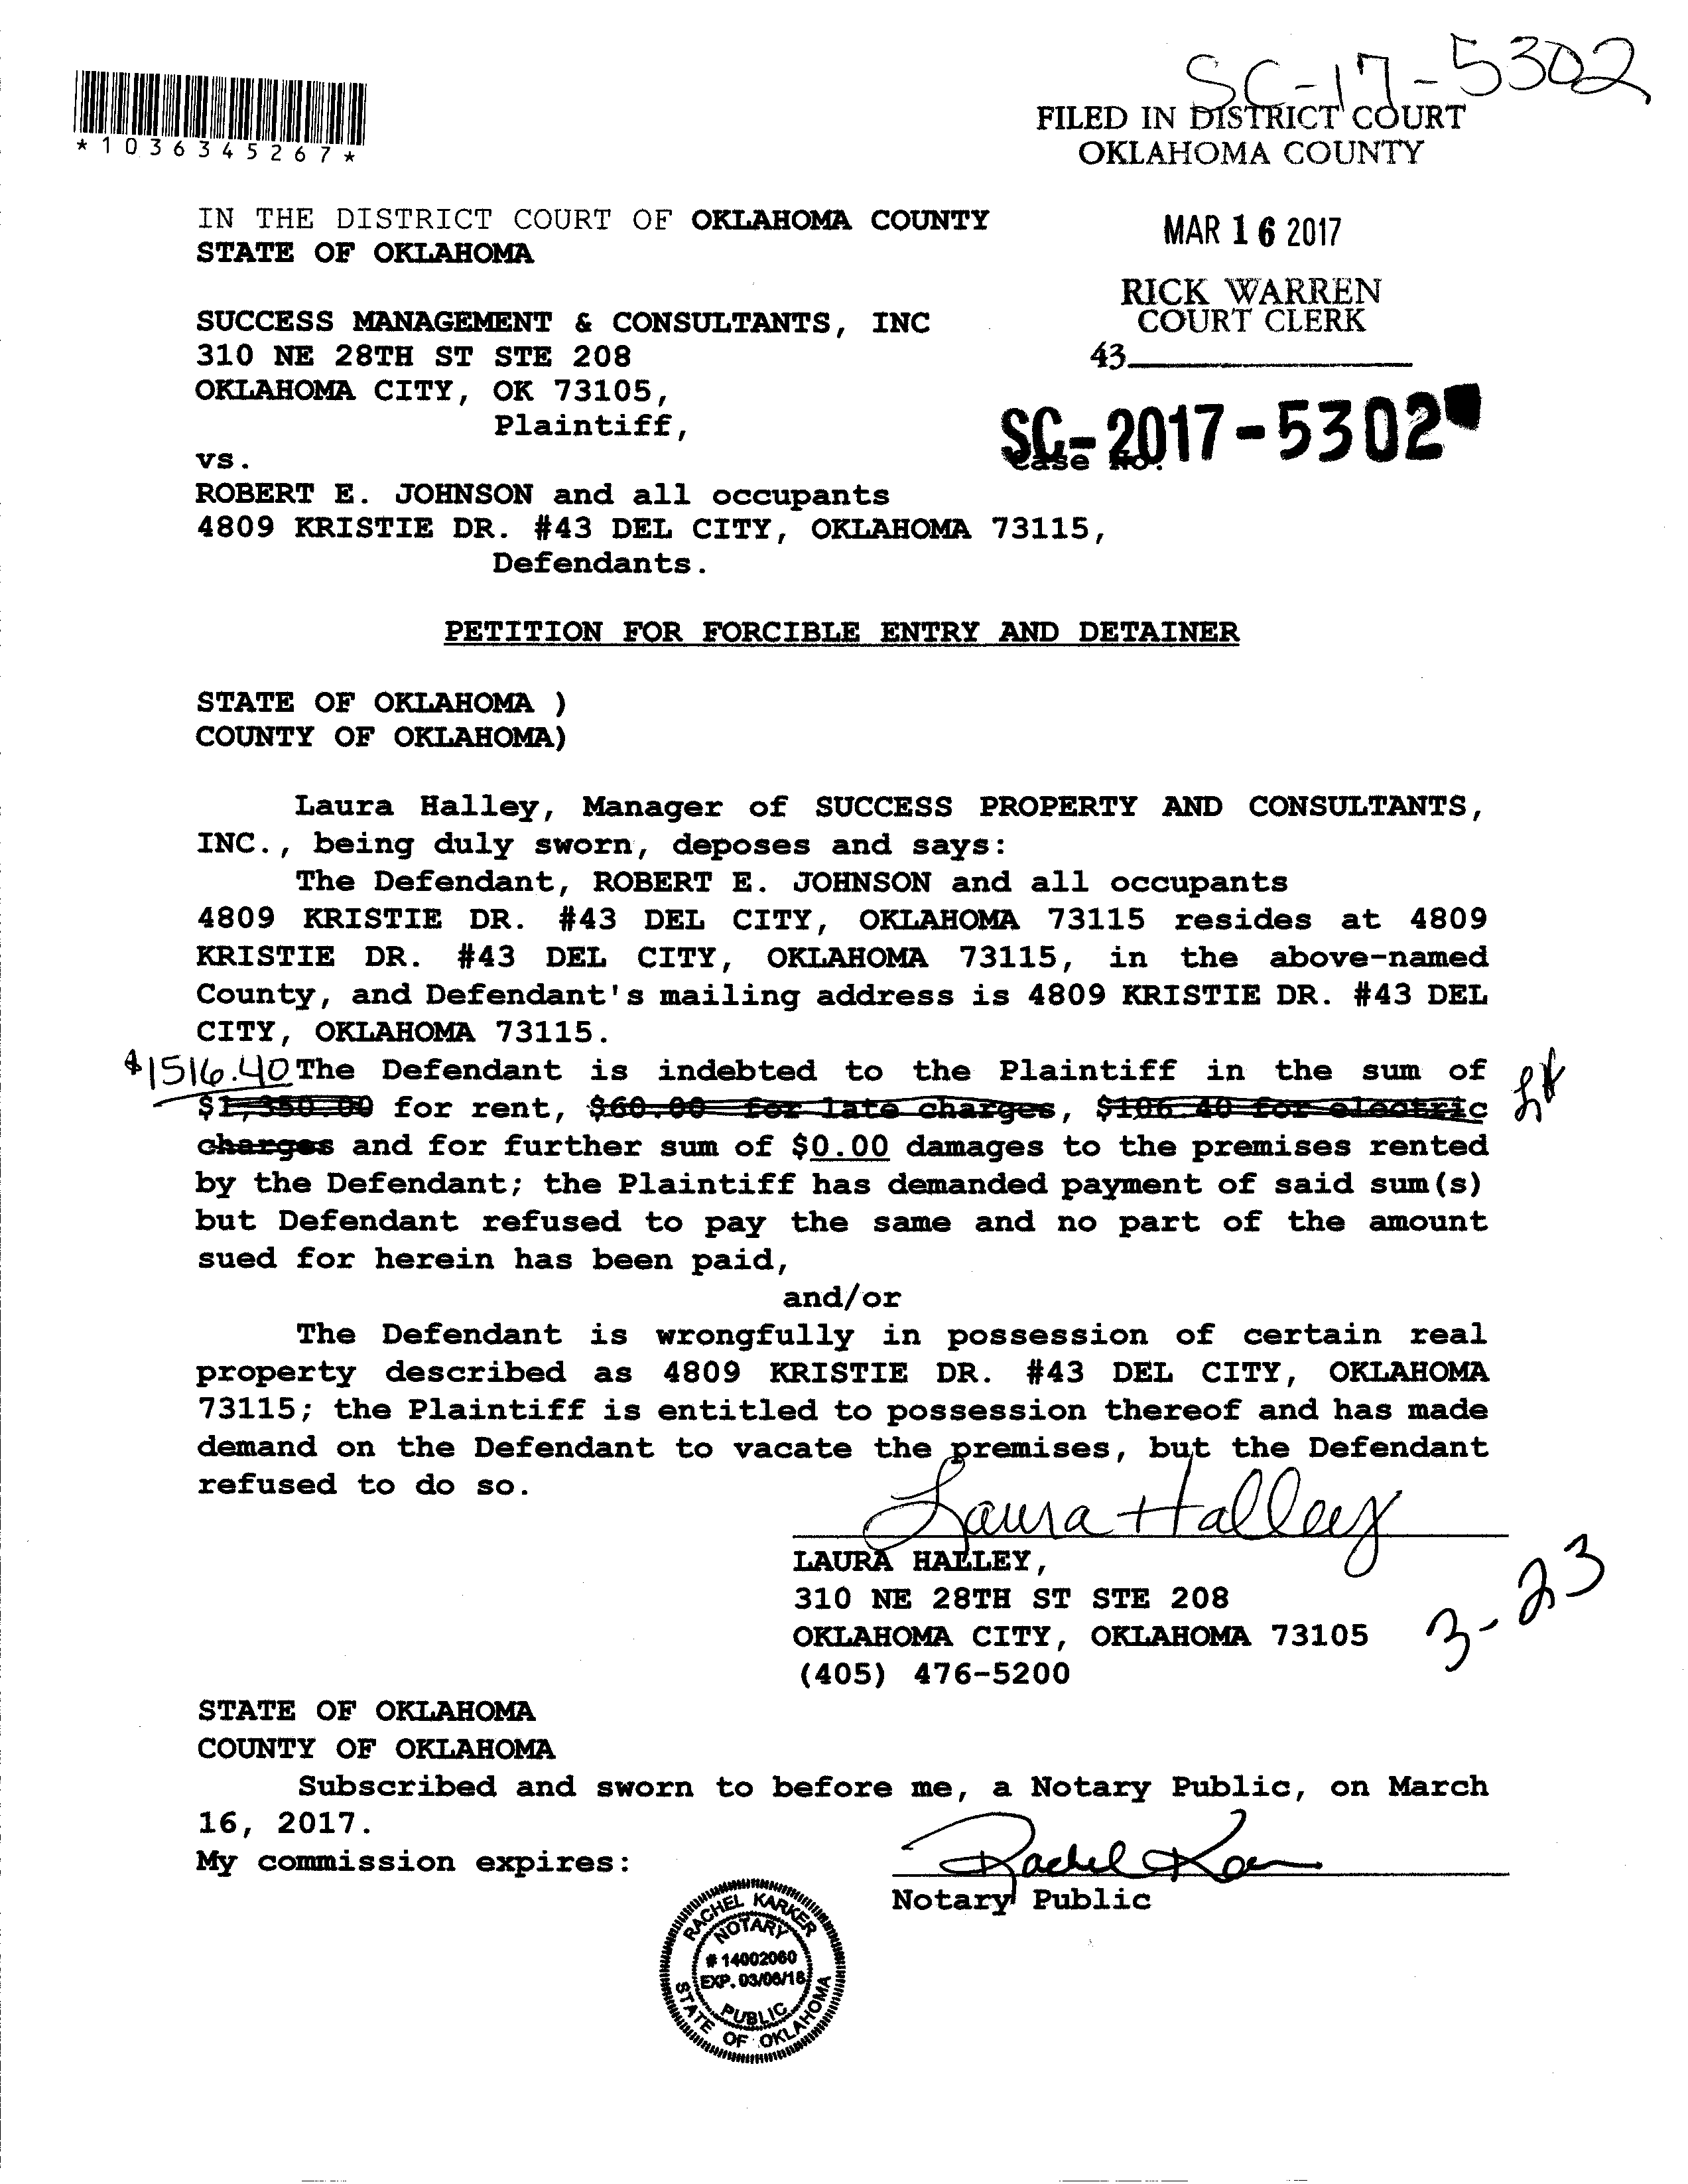 SC-17-5302
*1036345267*
FILED IN DISTRICT COURT
OKLAHOMA COUNTY
IN THE DISTRICT COURT OF OKLAHOMA COUNTY
STATE OF OKLAHOMA
MAR 16 2017
RICK WARREN
COURT CLERK
43
SUCCESS MANAGEMENT & CONSULTANTS, INC
310 NE 28TH ST STE 208
OKLAHOMA CITY, OK 73105,
Plaintiff,
SC-2017-5302
Case No.
vs.
ROBERT E. JOHNSON and all occupants
4809 KRISTIE DR. #43 DEL CITY, OKLAHOMA 73115,
Defendants.
PETITION FOR FORCIBLE ENTRY AND DETAINER
STATE OF OKLAHOMA )
COUNTY OF OKLAHOMA)
Laura Halley, Manager of SUCCESS PROPERTY AND CONSULTANTS,
INC., being duly sworn, deposes and says:
The Defendant, ROBERT E. JOHNSON and all occupants
4809 KRISTIE DR. #43 DEL CITY, OKLAHOMA 73115 resides at 4809
KRISTIE DR. #43 DEL CITY, OKLAHOMA 73115, in the above-named
County, and Defendant's mailing address is 4809 KRISTIE DR. #43 DEL
CITY, OKLAHOMA 73115.
$1516.40 The Defendant is indebted to the Plaintiff in the sum of
$1,350.00 for rent, $60.00 for late charges, $106.40 for electric LH
charges and for further sum of $0.00 damages to the premises rented
by the Defendant; the Plaintiff has demanded payment of said sum(s)
but Defendant refused to pay the same and no part of the amount
sued for herein has been paid,
and/or
The Defendant is wrongfully in possession of certain real
property described as 4809 KRISTIE DR. #43 DEL CITY, OKLAHOMA
73115; the Plaintiff is entitled to possession thereof and has made
demand on the Defendant to vacate the premises, but the Defendant
refused to do so.
Laura Halley
LAURA HALLEY,
310 NE 28TH ST STE 208
OKLAHOMA CITY, OKLAHOMA 73105
(405) 476-5200
3-23
STATE OF OKLAHOMA
COUNTY OF OKLAHOMA
Subscribed and sworn to before me, a Notary Public, on March
16, 2017.
My commission expires:
Notary Public
RACHEL KARKER
NOTARY
# 14002060
EXP. 03/06/18
PUBLIC
STATE OF OKLAHOMA